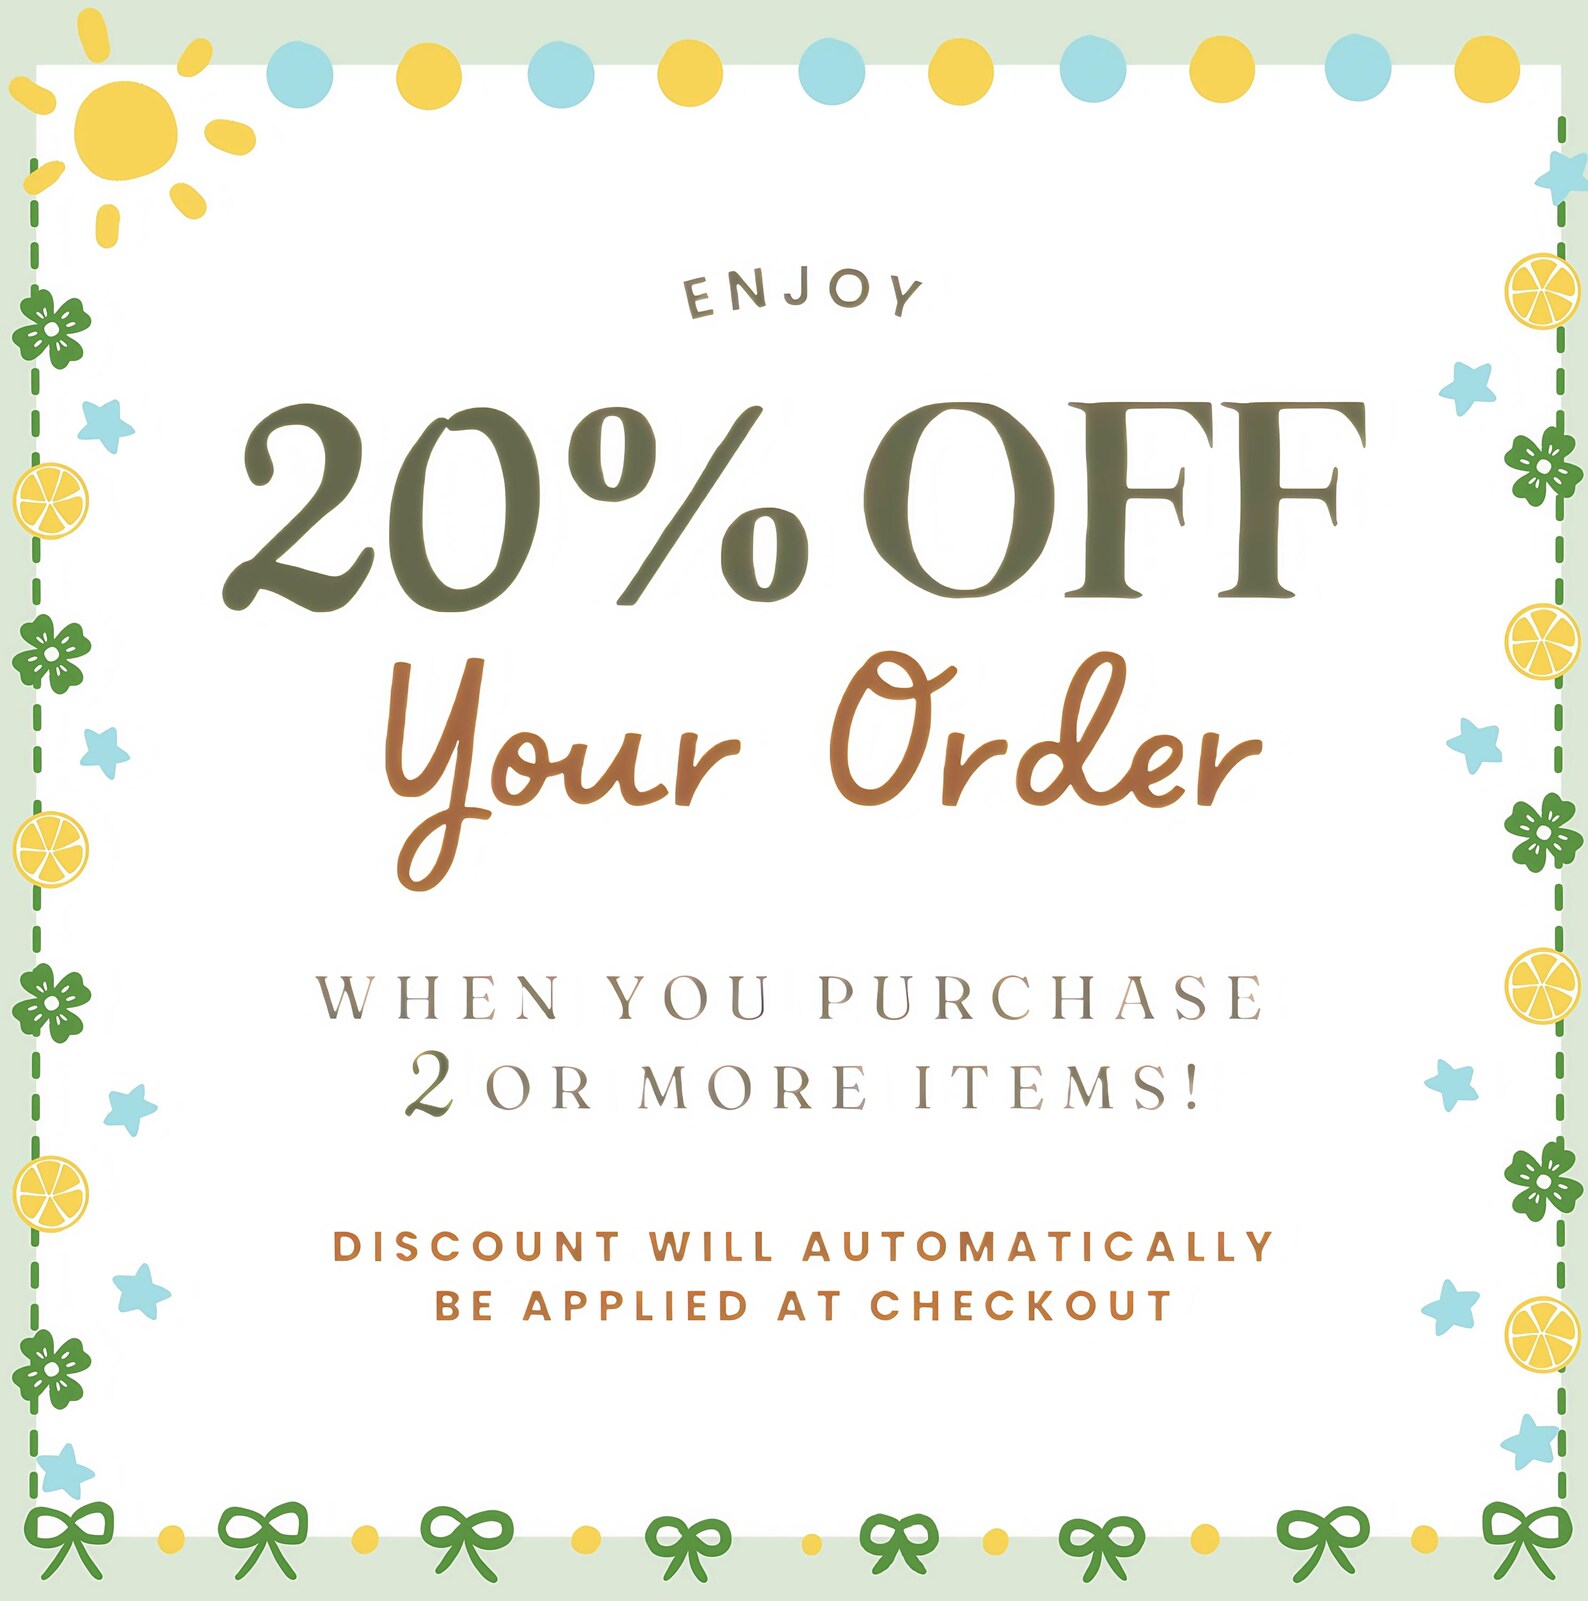 ENJOY
20% OFF
Your Order
WHEN YOU PURCHASE
2 OR MORE ITEMS!
DISCOUNT WILL AUTOMATICALLY
BE APPLIED AT CHECKOUT